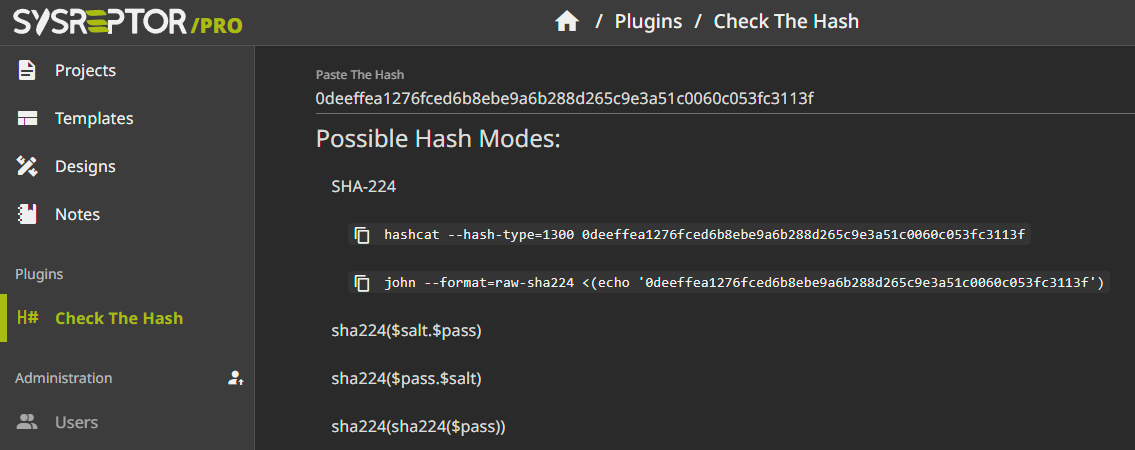 SYSREPTOR/PRO
/ Plugins / Check The Hash
Projects
Templates
Designs
Notes
Plugins
H# Check The Hash
Administration
Users
Paste The Hash
0deeffea1276fced6b8ebe9a6b288d265c9e3a51c0060c053fc3113f
Possible Hash Modes:
SHA-224
hashcat --hash-type=1300 0deeffea1276fced6b8ebe9a6b288d265c9e3a51c0060c053fc3113f
john --format=raw-sha224 <(echo '0deeffea1276fced6b8ebe9a6b288d265c9e3a51c0060c053fc3113f')
sha224($salt.$pass)
sha224($pass.$salt)
sha224(sha224($pass))